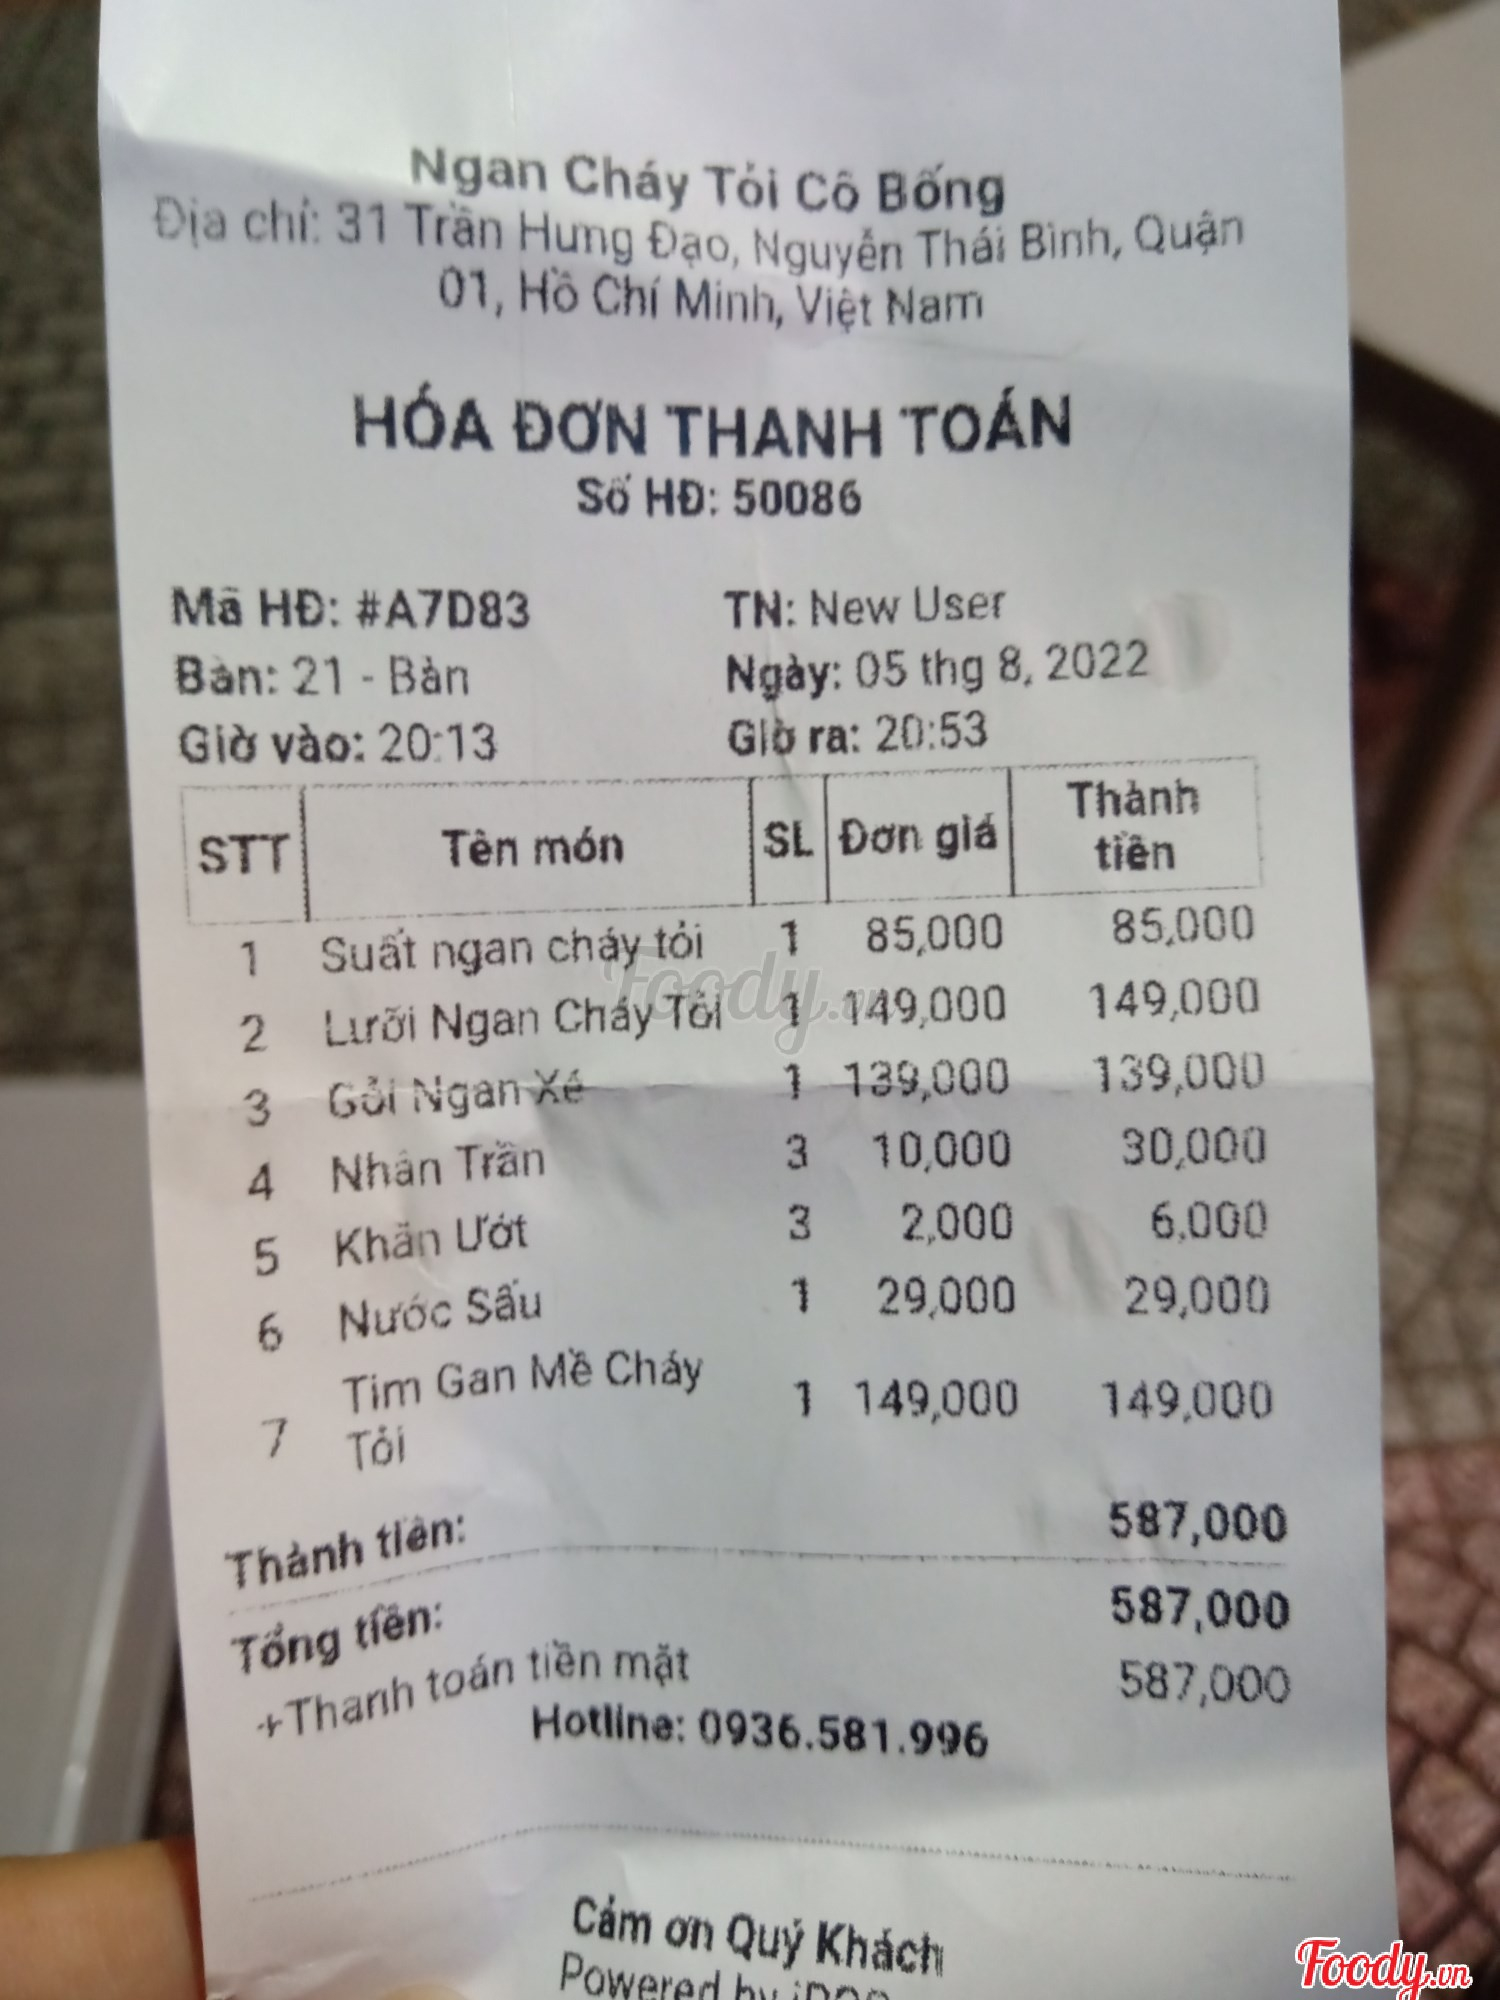 Ngan Cháy Tỏi Cô Bống
Địa chỉ: 31 Trần Hưng Đạo, Nguyễn Thái Bình, Quận
01, Hồ Chí Minh, Việt Nam
HÓA ĐƠN THANH TOÁN
Số HĐ: 50086
Mã HĐ: #A7D83 TN: New User
Bàn: 21 - Bàn Ngày: 05 thg 8, 2022
Giờ vào: 20:13 Giờ ra: 20:53
STT Tên món SL Đơn giá Thành tiền
1 Suất ngan cháy tỏi 1 85,000 85,000
2 Lưỡi Ngan Cháy Tỏi 1 149,000 149,000
3 Gỏi Ngan Xé 1 139,000 139,000
4 Nhân Trần 3 10,000 30,000
5 Khăn Ướt 3 2,000 6,000
6 Nước Sấu 1 29,000 29,000
7 Tim Gan Mề Cháy Tỏi 1 149,000 149,000
Thành tiền: 587,000
Tổng tiền: 587,000
+Thanh toán tiền mặt 587,000
Hotline: 0936.581.996
Cảm ơn Quý Khách
Powered by
Foody.vn
Foody.vn